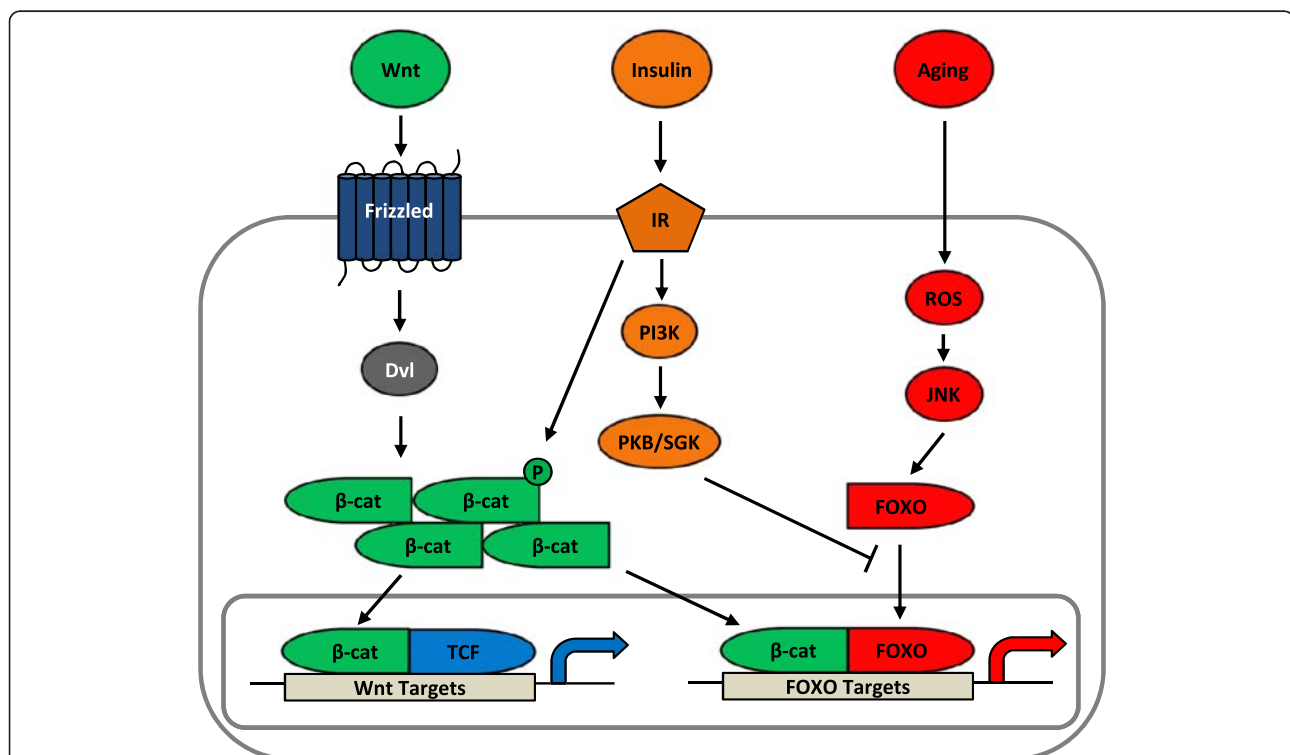 Wnt
Insulin
Aging
Frizzled
IR
ROS
PI3K
Dvl
JNK
PKB/SGK
P
β-cat
β-cat
FOXO
β-cat
β-cat
β-cat
TCF
β-cat
FOXO
Wnt Targets
FOXO Targets